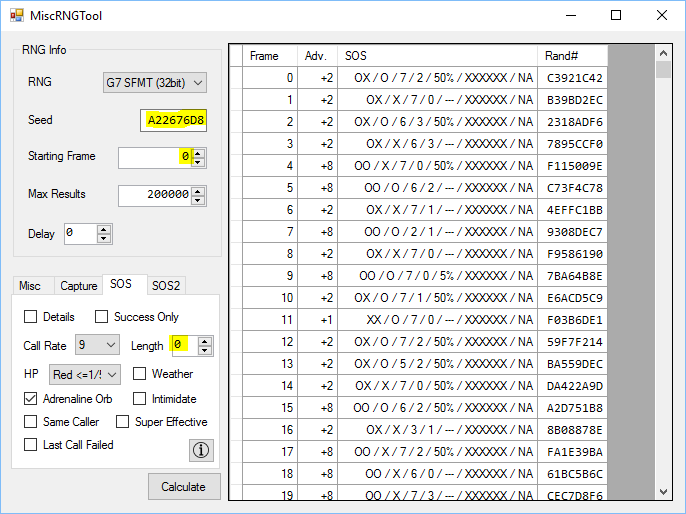 MiscRNGTool
RNG Info
RNG G7 SFMT (32bit)
Seed A22676D8
Starting Frame 0
Max Results 200000
Delay 0
Misc Capture SOS SOS2
Details Success Only
Call Rate 9 Length 0
HP Red <=1/5 Weather
Adrenaline Orb Intimidate
Same Caller Super Effective
Last Call Failed
Calculate
Frame Adv. SOS Rand#
0 +2 OX / O / 7 / 2 / 50% / XXXXXX / NA C3921C42
1 +2 OX / X / 7 / 0 / --- / XXXXXX / NA B39BD2EC
2 +2 OX / O / 6 / 3 / 50% / XXXXXX / NA 2318ADF6
3 +2 OX / X / 6 / 3 / --- / XXXXXX / NA 7895CCF0
4 +8 OO / X / 7 / 0 / 50% / XXXXXX / NA F115009E
5 +8 OO / O / 6 / 2 / --- / XXXXXX / NA C73F4C78
6 +2 OX / X / 7 / 1 / --- / XXXXXX / NA 4EFFC1BB
7 +8 OO / O / 2 / 1 / --- / XXXXXX / NA 9308DEC7
8 +2 OX / X / 7 / 0 / --- / XXXXXX / NA F9586190
9 +8 OO / O / 7 / 0 / 5% / XXXXXX / NA 7BA64B8E
10 +2 OX / O / 7 / 1 / 50% / XXXXXX / NA E6ACD5C9
11 +1 XX / O / 7 / 0 / --- / XXXXXX / NA F03B6DE1
12 +2 OX / O / 7 / 2 / 50% / XXXXXX / NA 59F7F214
13 +2 OX / O / 5 / 2 / 50% / XXXXXX / NA BA559DEC
14 +2 OX / X / 7 / 0 / --- / XXXXXX / NA DA422A9D
15 +8 OO / O / 6 / 2 / 50% / XXXXXX / NA A2D751B8
16 +2 OX / X / 3 / 1 / --- / XXXXXX / NA 8B08878E
17 +8 OO / X / 7 / 2 / 50% / XXXXXX / NA FA1E39BA
18 +8 OO / X / 6 / 0 / --- / XXXXXX / NA 61BC5B6C
19 +8 OO / X / 7 / 3 / --- / XXXXXX / NA CEC7D8F6